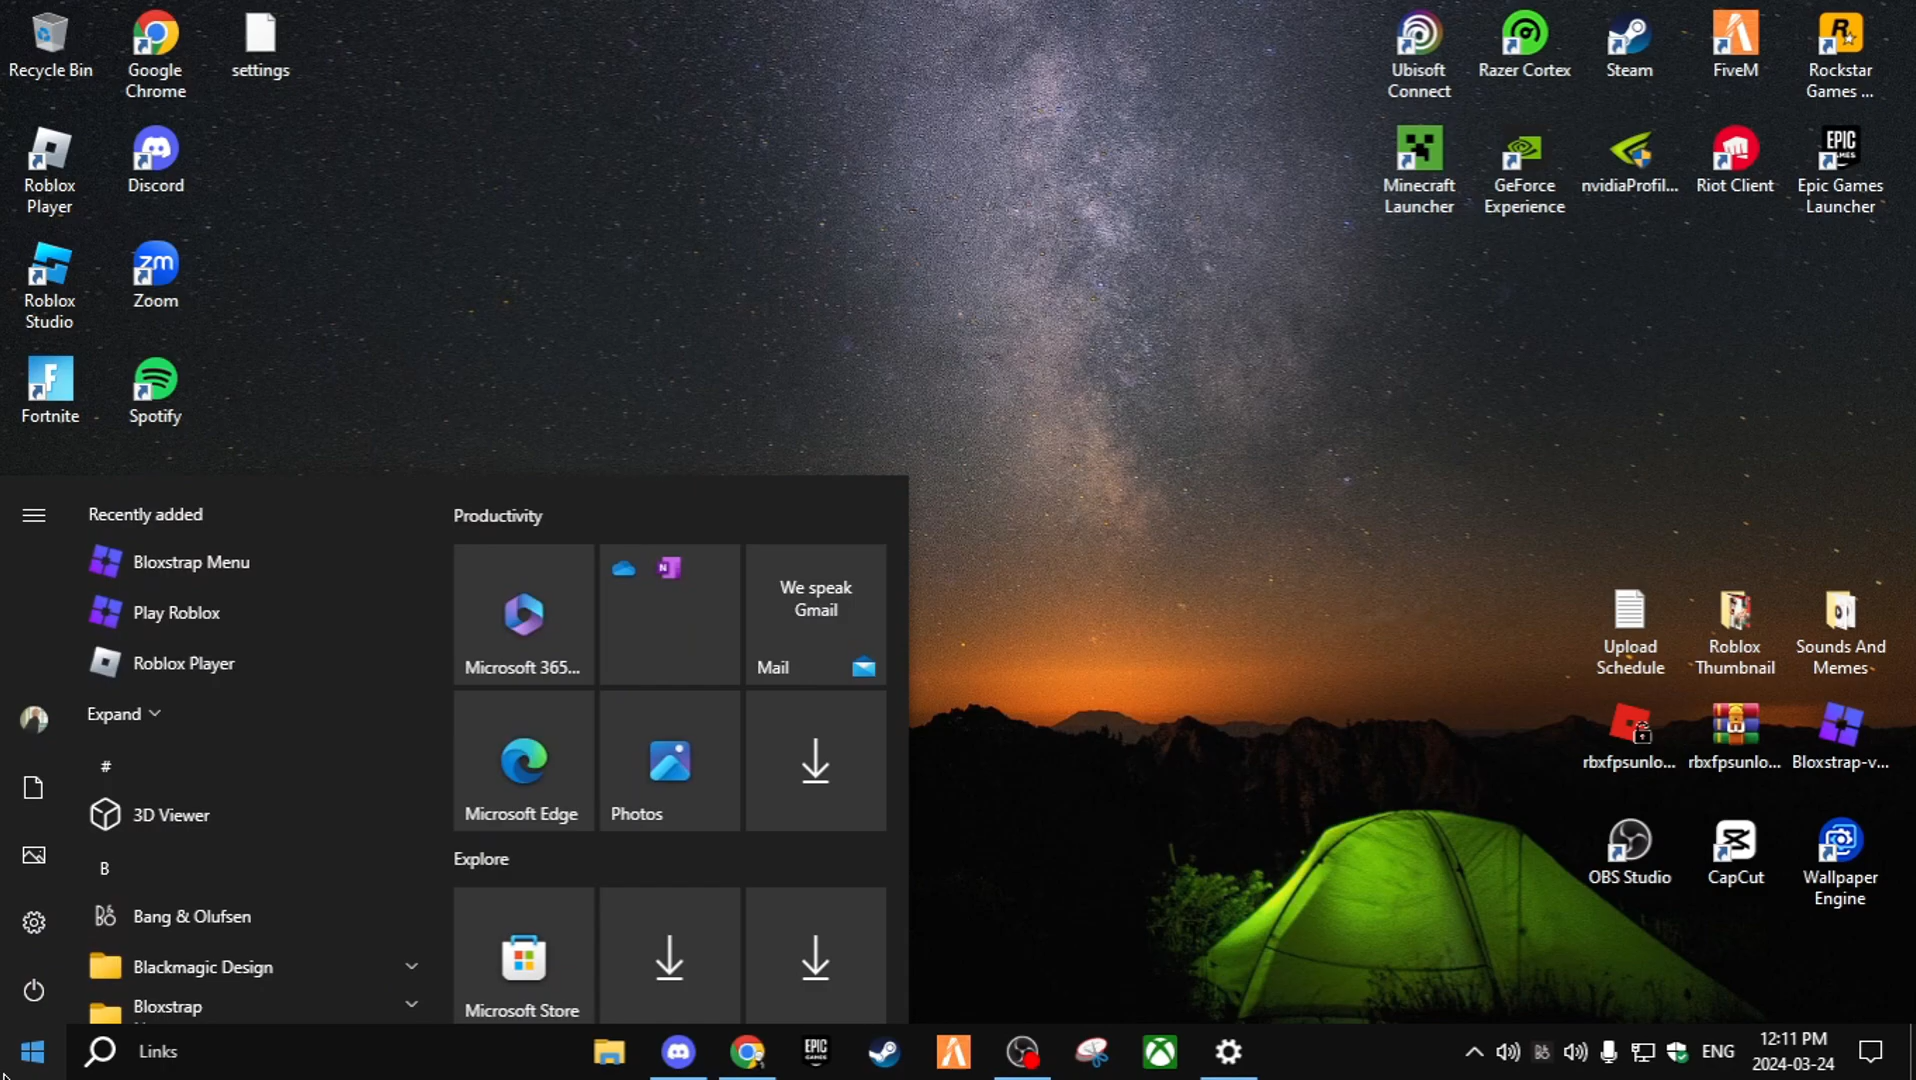 Recycle Bin
Google
Chrome
settings
Roblox
Player
Discord
Roblox
Studio
zm
Zoom
F
Fortnite
Spotify
Ubisoft
Connect
Razer Cortex
Steam
FiveM
R
Rockstar
Games ...
Minecraft
Launcher
GeForce
Experience
nvidiaProfil...
Riot Client
EPIC
GAMES
Epic Games
Launcher
Recently added
Bloxstrap Menu
Play Roblox
Roblox Player
Expand
#
3D Viewer
B
Bang & Olufsen
Blackmagic Design
Bloxstrap
Productivity
Microsoft 365...
N
We speak
Gmail
Mail
Microsoft Edge
Photos
Explore
Microsoft Store
Upload
Schedule
Roblox
Thumbnail
Sounds And
Memes
rbxfpsunlo...
rbxfpsunlo...
Bloxstrap-v...
OBS Studio
CapCut
Wallpaper
Engine
Links
EPIC
GAMES
ENG
12:11 PM
2024-03-24